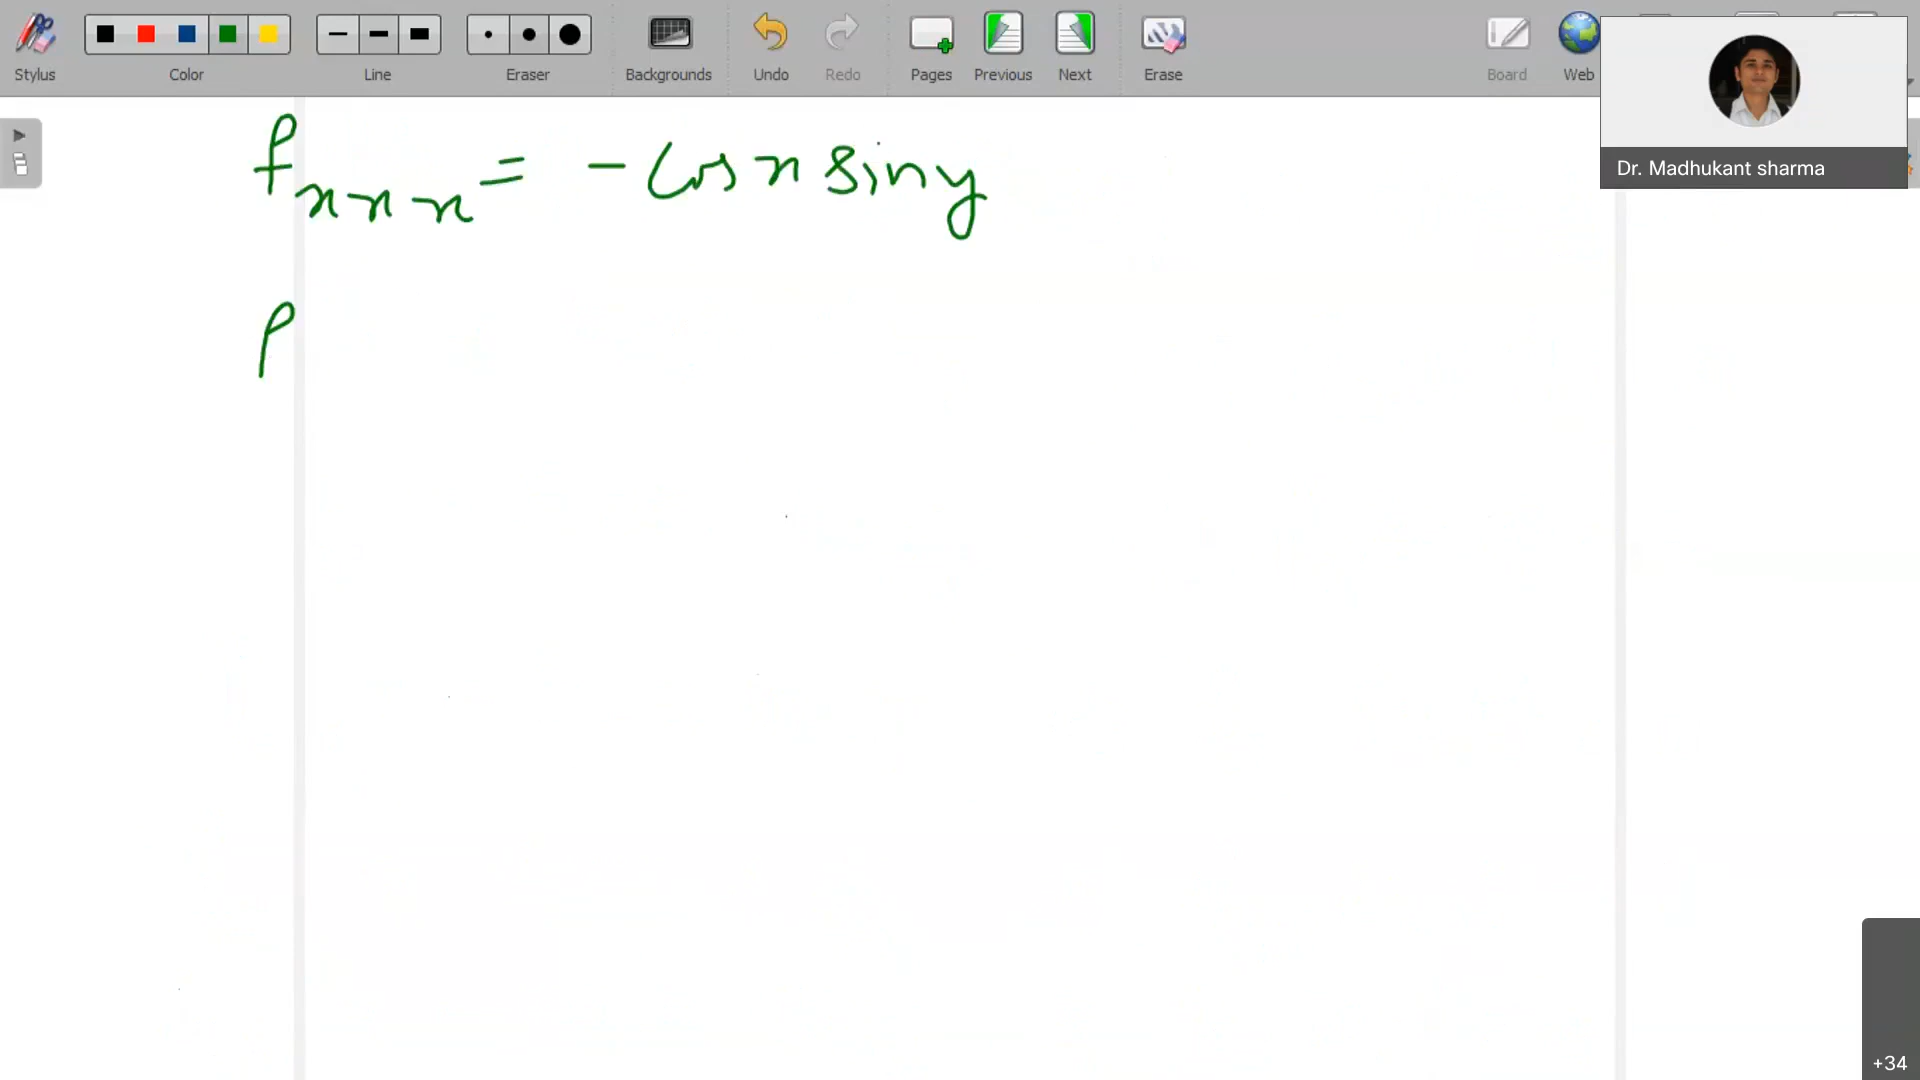 Stylus Color Line Eraser Backgrounds Undo Redo Pages Previous Next Erase Board Web
Dr. Madhukant sharma
fxxx = - Cos x sin y
f
+34